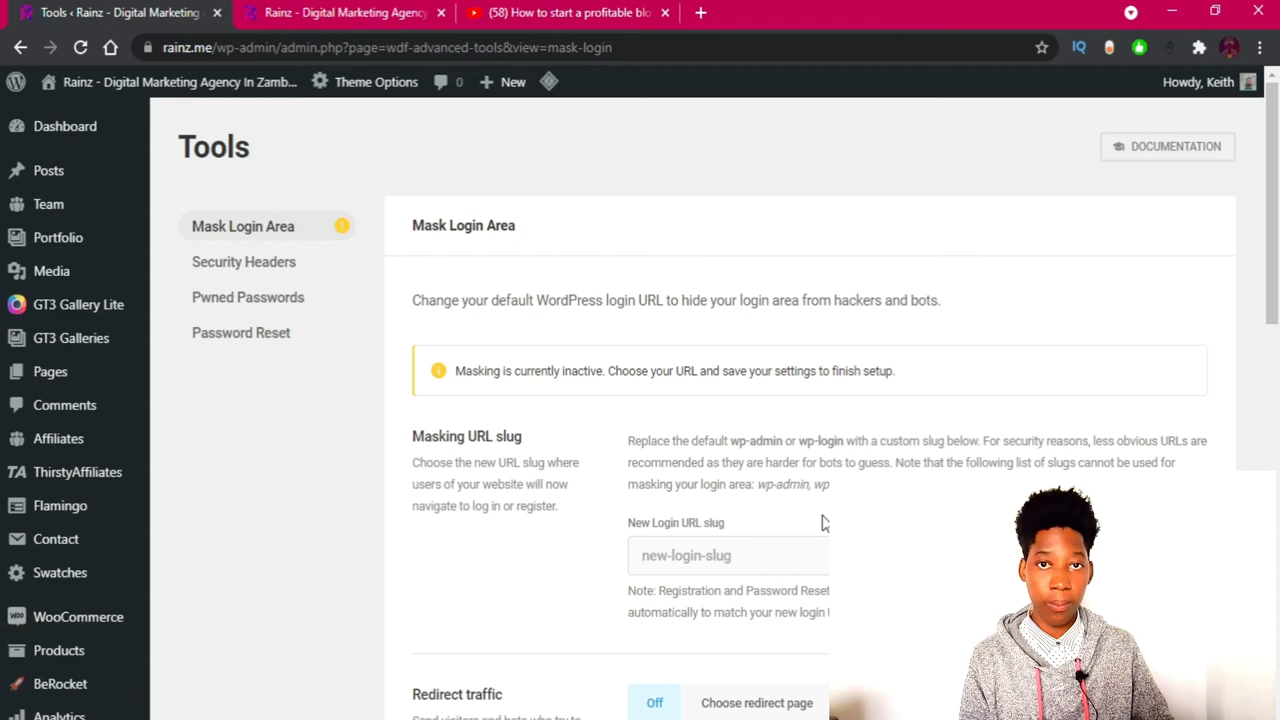 Tools ‹ Rainz - Digital Marketing
Rainz - Digital Marketing Agency
(58) How to start a profitable blo
rainz.me/wp-admin/admin.php?page=wdf-advanced-tools&view=mask-login
IQ
Rainz - Digital Marketing Agency In Zamb...
Theme Options
0
New
Howdy, Keith
Dashboard
Posts
Team
Portfolio
Media
GT3 Gallery Lite
GT3 Galleries
Pages
Comments
Affiliates
TA ThirstyAffiliates
Flamingo
Contact
Swatches
WooCommerce
Products
BeRocket
Analytics
Tools
DOCUMENTATION
Mask Login Area
Security Headers
Pwned Passwords
Password Reset
Mask Login Area
Change your default WordPress login URL to hide your login area from hackers and bots.
Masking is currently inactive. Choose your URL and save your settings to finish setup.
Masking URL slug
Choose the new URL slug where
users of your website will now
navigate to log in or register.
Replace the default wp-admin or wp-login with a custom slug below. For security reasons, less obvious URLs are
recommended as they are harder for bots to guess. Note that the following list of slugs cannot be used for
masking your login area: wp-admin, wp
New Login URL slug
new-login-slug
Note: Registration and Password Reset
automatically to match your new login
Redirect traffic
Send visitors and bots who try to
Off
Choose redirect page